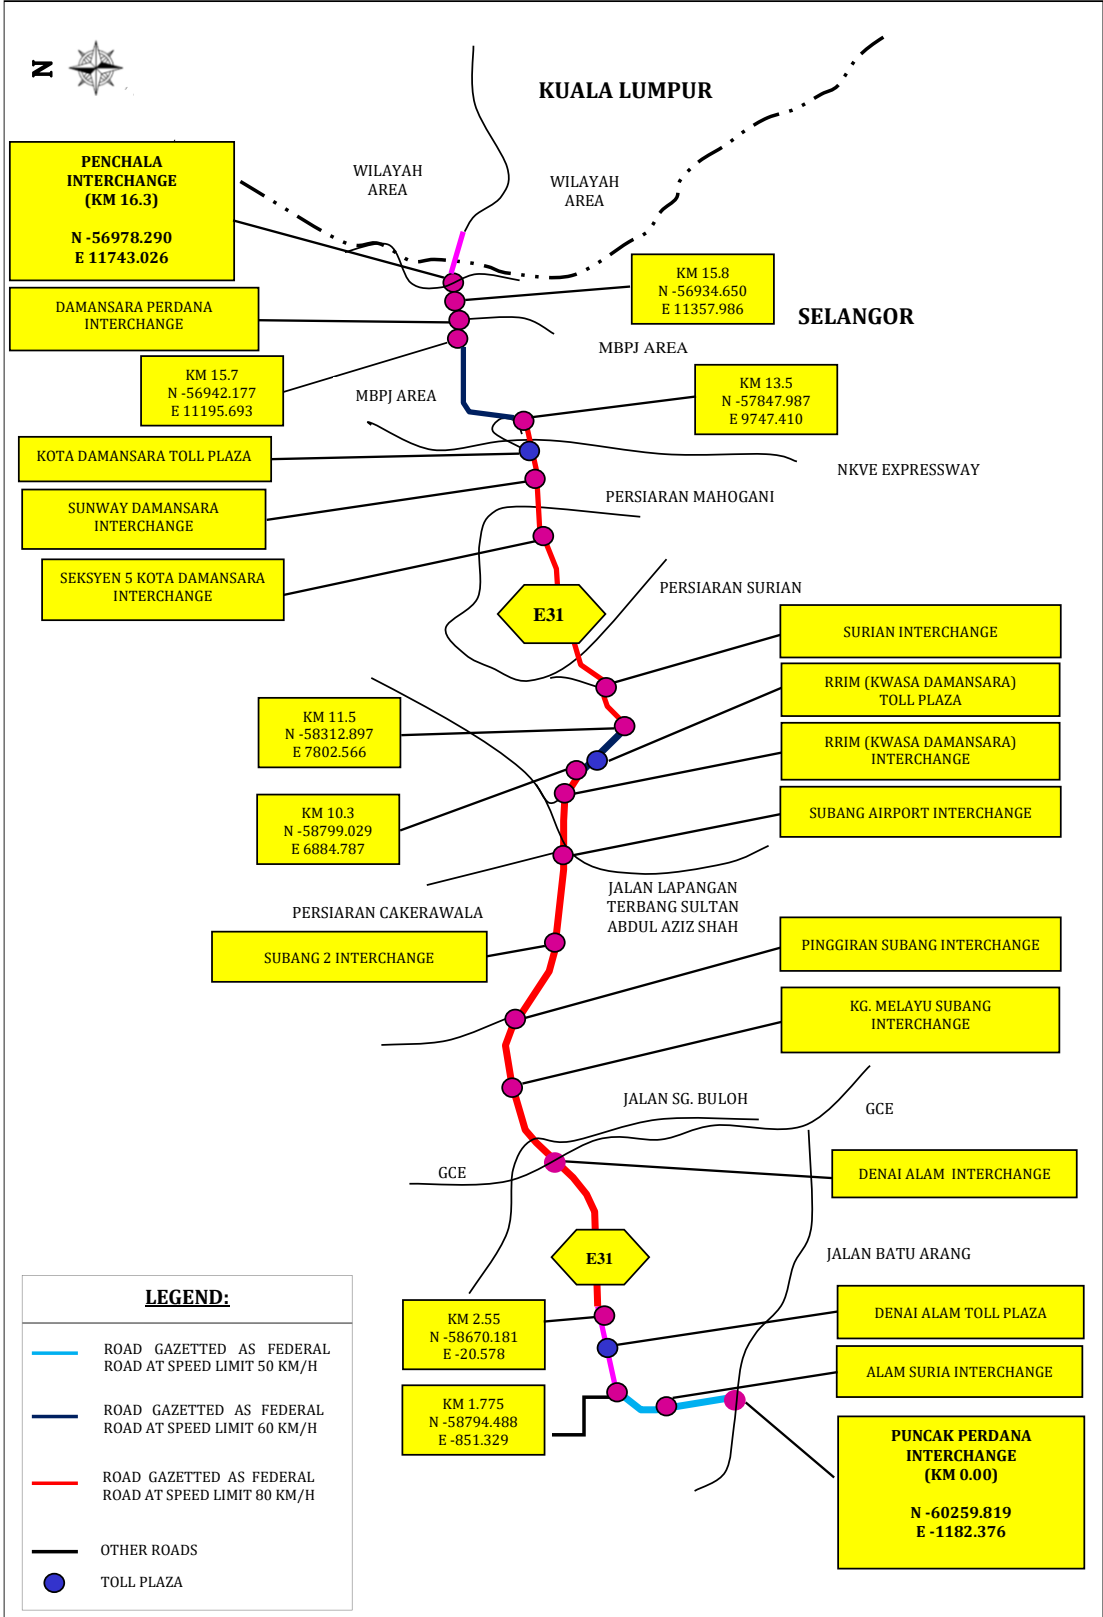 N
KUALA LUMPUR
PENCHALA
INTERCHANGE
(KM 16.3)
N -56978.290
E 11743.026
WILAYAH
AREA
WILAYAH
AREA
KM 15.8
N -56934.650
E 11357.986
DAMANSARA PERDANA
INTERCHANGE
SELANGOR
MBPJ AREA
KM 15.7
N -56942.177
E 11195.693
MBPJ AREA
KM 13.5
N -57847.987
E 9747.410
KOTA DAMANSARA TOLL PLAZA
NKVE EXPRESSWAY
SUNWAY DAMANSARA
INTERCHANGE
PERSIARAN MAHOGANI
SEKSYEN 5 KOTA DAMANSARA
INTERCHANGE
PERSIARAN SURIAN
E31
SURIAN INTERCHANGE
RRIM (KWASA DAMANSARA)
TOLL PLAZA
KM 11.5
N -58312.897
E 7802.566
RRIM (KWASA DAMANSARA)
INTERCHANGE
KM 10.3
N -58799.029
E 6884.787
SUBANG AIRPORT INTERCHANGE
JALAN LAPANGAN
TERBANG SULTAN
ABDUL AZIZ SHAH
PERSIARAN CAKERAWALA
SUBANG 2 INTERCHANGE
PINGGIRAN SUBANG INTERCHANGE
KG. MELAYU SUBANG
INTERCHANGE
JALAN SG. BULOH
GCE
GCE
DENAI ALAM  INTERCHANGE
E31
JALAN BATU ARANG
KM 2.55
N -58670.181
E -20.578
DENAI ALAM TOLL PLAZA
ALAM SURIA INTERCHANGE
KM 1.775
N -58794.488
E -851.329
PUNCAK PERDANA
INTERCHANGE
(KM 0.00)
N -60259.819
E -1182.376
LEGEND:
ROAD GAZETTED AS FEDERAL
ROAD AT SPEED LIMIT 50 KM/H
ROAD GAZETTED AS FEDERAL
ROAD AT SPEED LIMIT 60 KM/H
ROAD GAZETTED AS FEDERAL
ROAD AT SPEED LIMIT 80 KM/H
OTHER ROADS
TOLL PLAZA